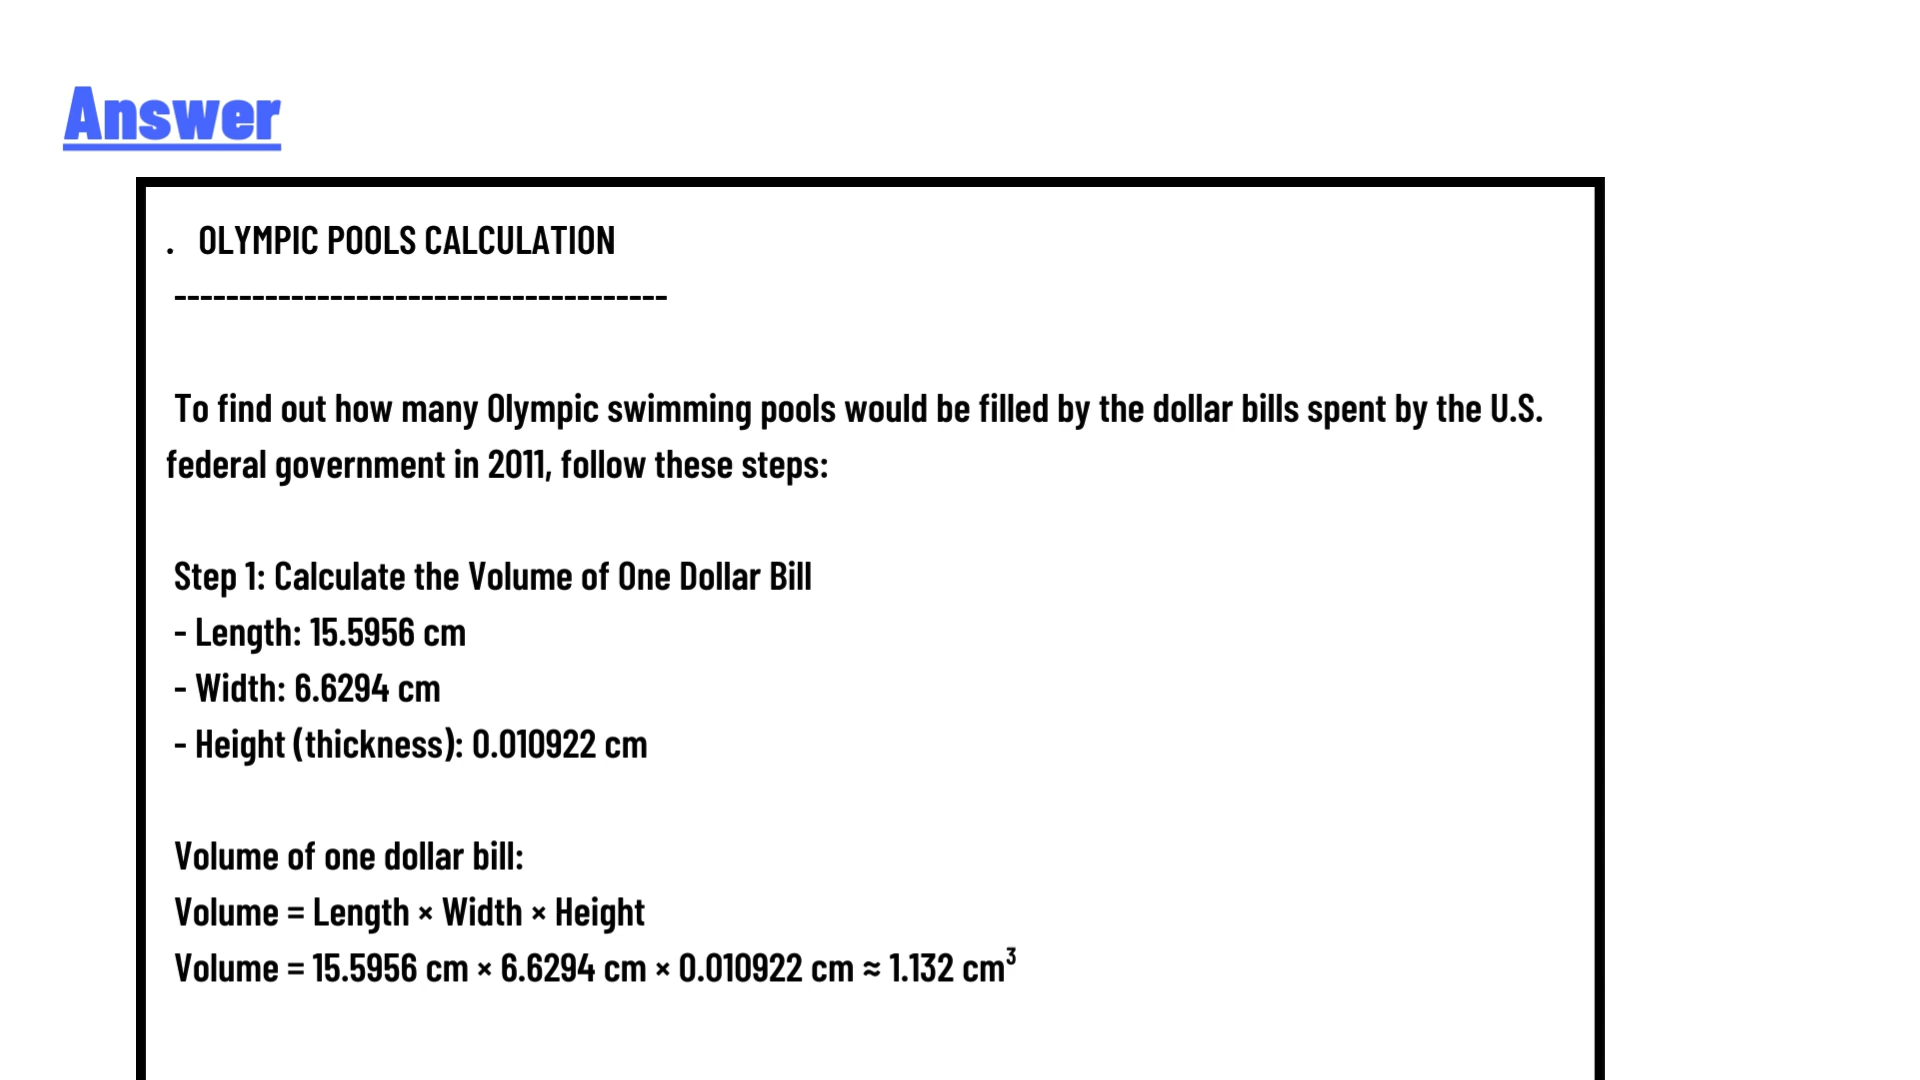 Answer
. OLYMPIC POOLS CALCULATION
--------------------------------------
To find out how many Olympic swimming pools would be filled by the dollar bills spent by the U.S.
federal government in 2011, follow these steps:
Step 1: Calculate the Volume of One Dollar Bill
- Length: 15.5956 cm
- Width: 6.6294 cm
- Height (thickness): 0.010922 cm
Volume of one dollar bill:
Volume = Length × Width × Height
Volume = 15.5956 cm × 6.6294 cm × 0.010922 cm ≈ 1.132 cm³